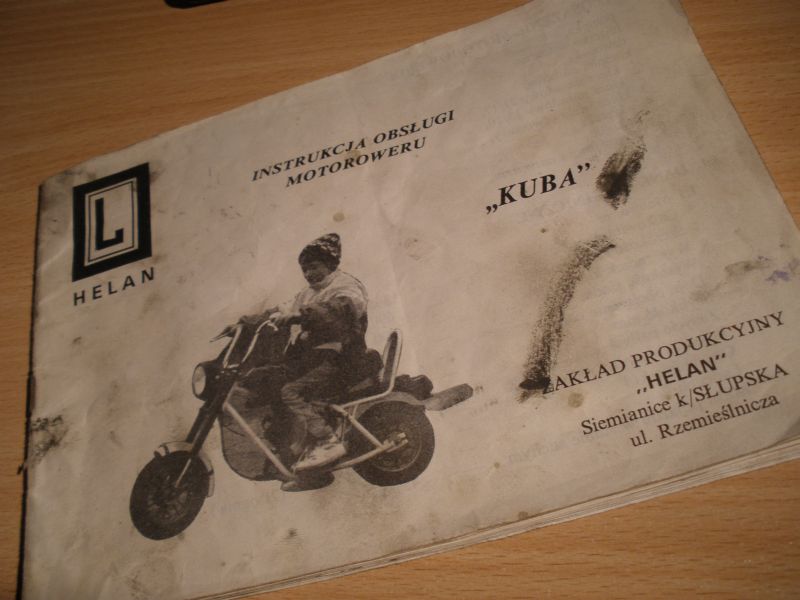 INSTRUKCJA OBSŁUGI
MOTOROWERU
„KUBA”
L
HELAN
ZAKŁAD PRODUKCYJNY
„HELAN”
Siemianice k/SŁUPSKA
ul. Rzemieślnicza